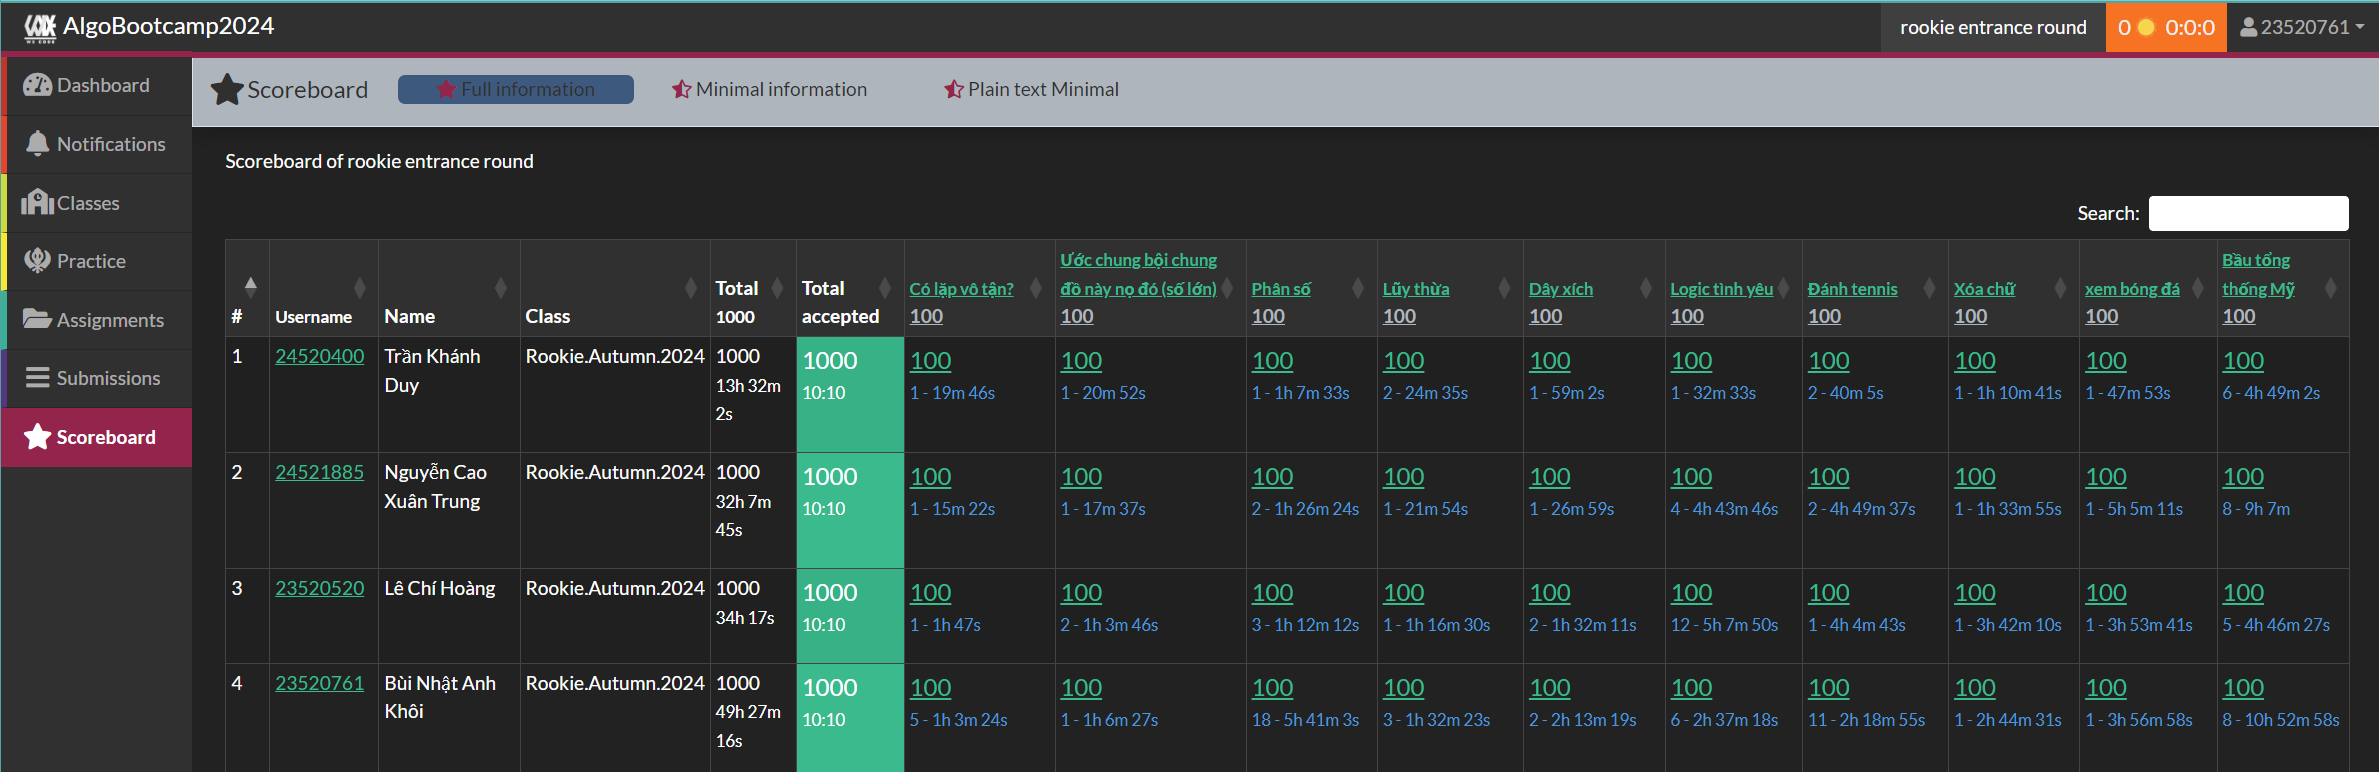 WE CODE
AlgoBootcamp2024
rookie entrance round
0 0:0:0
23520761
Dashboard
Notifications
Classes
Practice
Assignments
Submissions
Scoreboard
Scoreboard
Full information
Minimal information
Plain text Minimal
Scoreboard of rookie entrance round
Search:
#
Username
Name
Class
Total
1000
Total
accepted
Có lặp vô tận?
100
Ước chung bội chung
đồ này nọ đó (số lớn)
100
Phân số
100
Lũy thừa
100
Dây xích
100
Logic tình yêu
100
Đánh tennis
100
Xóa chữ
100
xem bóng đá
100
Bầu tổng
thống Mỹ
100
1
24520400
Trần Khánh
Duy
Rookie.Autumn.2024
1000
13h 32m
2s
1000
10:10
100
1 - 19m 46s
100
1 - 20m 52s
100
1 - 1h 7m 33s
100
2 - 24m 35s
100
1 - 59m 2s
100
1 - 32m 33s
100
2 - 40m 5s
100
1 - 1h 10m 41s
100
1 - 47m 53s
100
6 - 4h 49m 2s
2
24521885
Nguyễn Cao
Xuân Trung
Rookie.Autumn.2024
1000
32h 7m
45s
1000
10:10
100
1 - 15m 22s
100
1 - 17m 37s
100
2 - 1h 26m 24s
100
1 - 21m 54s
100
1 - 26m 59s
100
4 - 4h 43m 46s
100
2 - 4h 49m 37s
100
1 - 1h 33m 55s
100
1 - 5h 5m 11s
100
8 - 9h 7m
3
23520520
Lê Chí Hoàng
Rookie.Autumn.2024
1000
34h 17s
1000
10:10
100
1 - 1h 47s
100
2 - 1h 3m 46s
100
3 - 1h 12m 12s
100
1 - 1h 16m 30s
100
2 - 1h 32m 11s
100
12 - 5h 7m 50s
100
1 - 4h 4m 43s
100
1 - 3h 42m 10s
100
1 - 3h 53m 41s
100
5 - 4h 46m 27s
4
23520761
Bùi Nhật Anh
Khôi
Rookie.Autumn.2024
1000
49h 27m
16s
1000
10:10
100
5 - 1h 3m 24s
100
1 - 1h 6m 27s
100
18 - 5h 41m 3s
100
3 - 1h 32m 23s
100
2 - 2h 13m 19s
100
6 - 2h 37m 18s
100
11 - 2h 18m 55s
100
1 - 2h 44m 31s
100
1 - 3h 56m 58s
100
8 - 10h 52m 58s